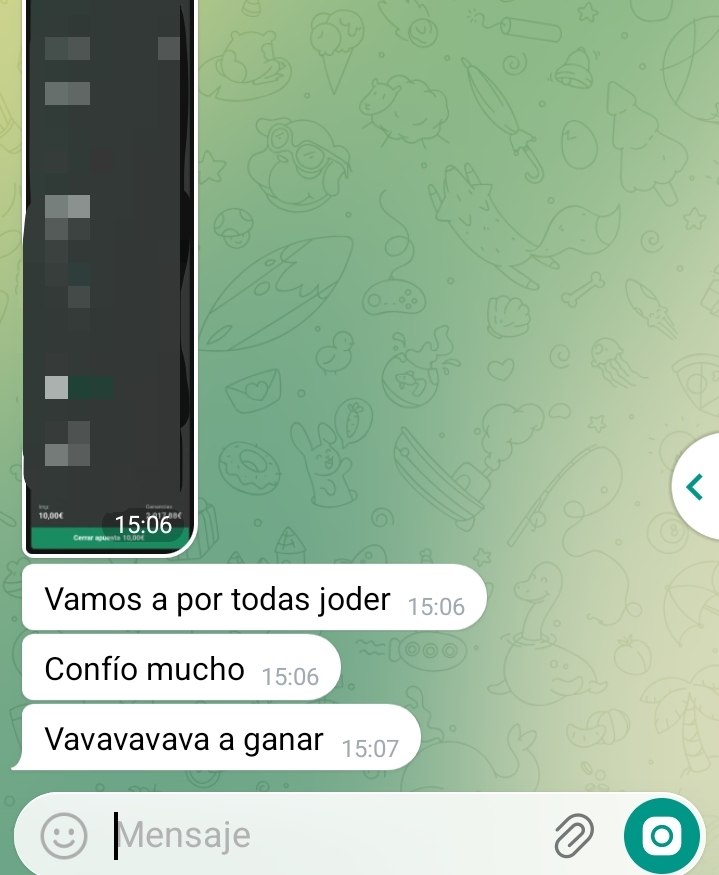 10,00€
15:06
Cerrar apuesta 10,00€
Vamos a por todas joder 15:06
Confío mucho 15:06
Vavavavava a ganar 15:07
Mensaje